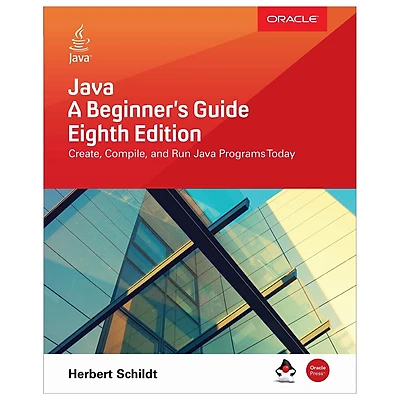 Java
ORACLE
Java
A Beginner's Guide
Eighth Edition
Create, Compile, and Run Java Programs Today
Herbert Schildt
Oracle
Press